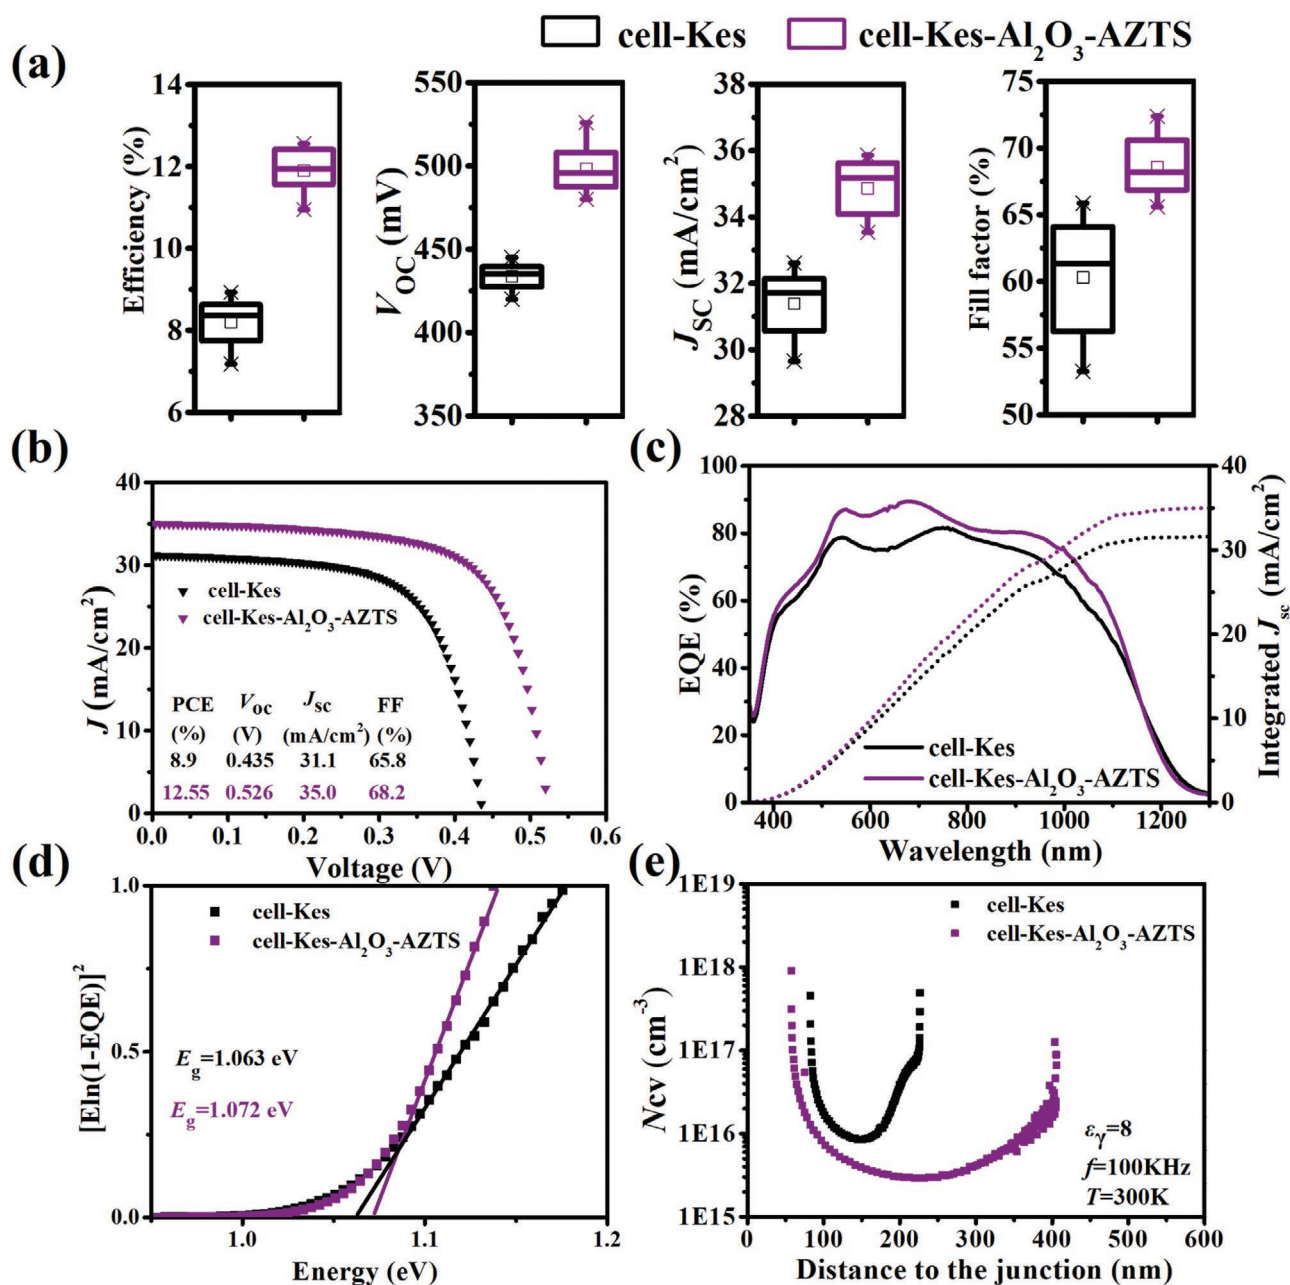 cell-Kes cell-Kes-Al₂O₃-AZTS
(a)
Efficiency (%)
14
12
10
8
6
V_OC (mV)
550
500
450
400
350
J_SC (mA/cm²)
38
36
34
32
30
28
Fill factor (%)
75
70
65
60
55
50
(b)
J (mA/cm²)
40
30
20
10
0
cell-Kes
cell-Kes-Al₂O₃-AZTS
PCE V_oc J_sc FF
(%) (V) (mA/cm²) (%)
8.9 0.435 31.1 65.8
12.55 0.526 35.0 68.2
0.0 0.1 0.2 0.3 0.4 0.5 0.6
Voltage (V)
(c)
EQE (%)
100
80
60
40
20
0
cell-Kes
cell-Kes-Al₂O₃-AZTS
40
30
20
10
0
Integrated J_sc (mA/cm²)
400 600 800 1000 1200
Wavelength (nm)
(d)
[Eln(1-EQE)]²
1.0
0.5
0.0
cell-Kes
cell-Kes-Al₂O₃-AZTS
E_g=1.063 eV
E_g=1.072 eV
1.0 1.1 1.2
Energy (eV)
(e)
Ncv (cm⁻³)
1E19
1E18
1E17
1E16
1E15
cell-Kes
cell-Kes-Al₂O₃-AZTS
ε_γ=8
f=100KHz
T=300K
0 100 200 300 400 500 600
Distance to the junction (nm)